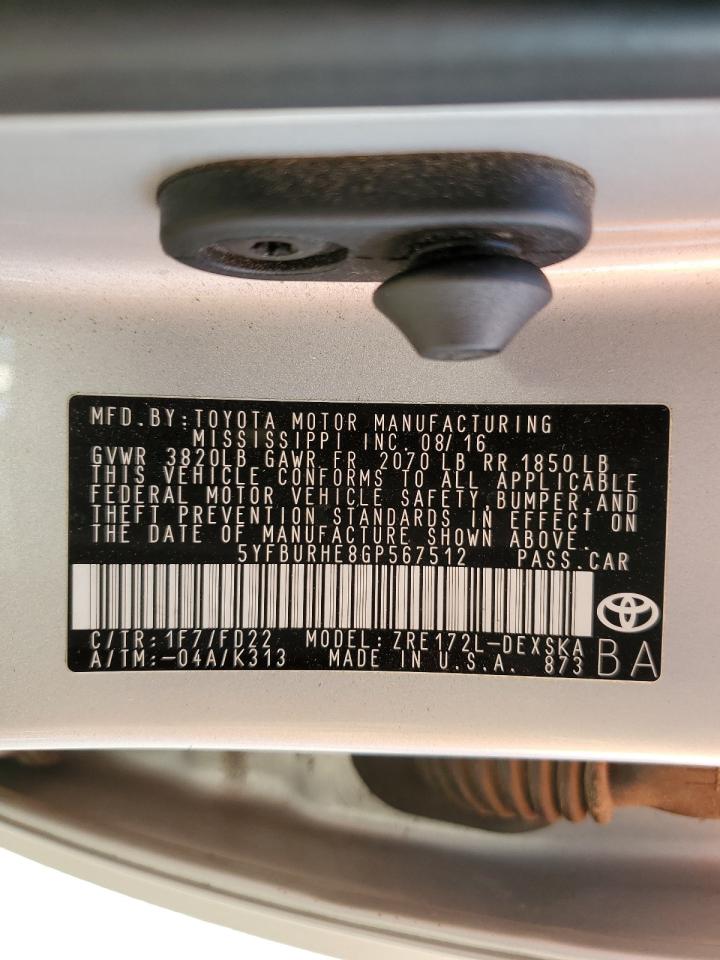 MFD.BY:TOYOTA MOTOR MANUFACTURING
MISSISSIPPI INC.08/16
GVWR 3820LB GAWR FR 2070 LB RR 1850 LB
THIS VEHICLE CONFORMS TO ALL APPLICABLE
FEDERAL MOTOR VEHICLE SAFETY,BUMPER,AND
THEFT PREVENTION STANDARDS IN EFFECT ON
THE DATE OF MANUFACTURE SHOWN ABOVE.
5YFBURHE8GP567512 PASS.CAR
C/TR:1F7/FD22 MODEL:ZRE172L-DEXSKA
A/TM:-04A/K313 MADE IN U.S.A. 873 BA